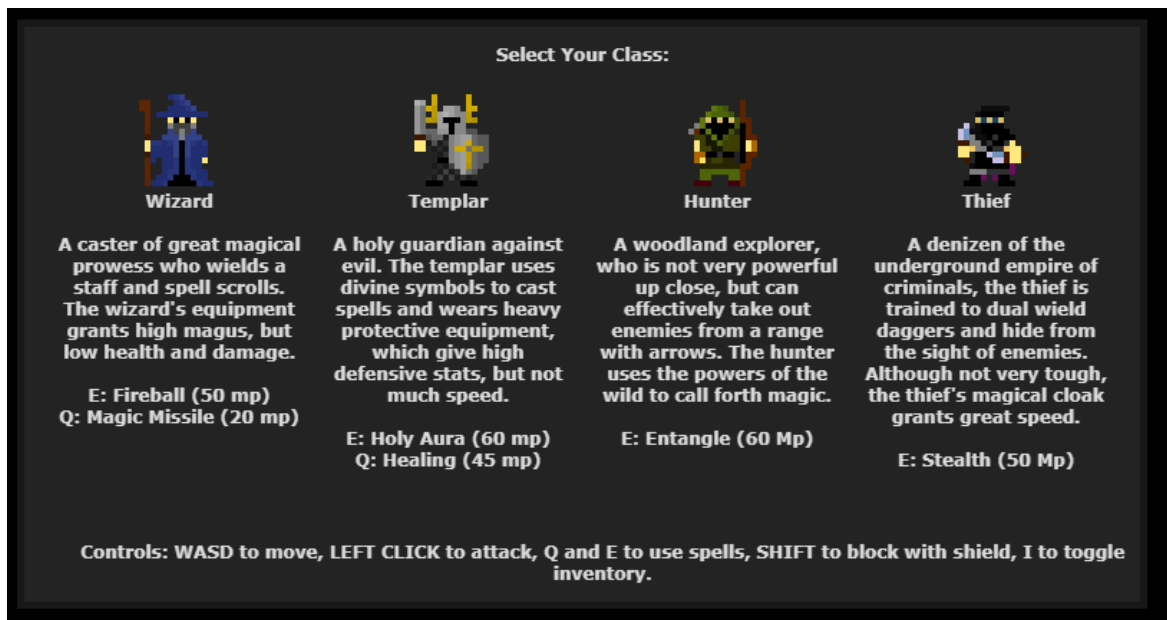 Select Your Class:
Wizard
A caster of great magical
prowess who wields a
staff and spell scrolls.
The wizard's equipment
grants high magus, but
low health and damage.
E: Fireball (50 mp)
Q: Magic Missile (20 mp)
Templar
A holy guardian against
evil. The templar uses
divine symbols to cast
spells and wears heavy
protective equipment,
which give high
defensive stats, but not
much speed.
E: Holy Aura (60 mp)
Q: Healing (45 mp)
Hunter
A woodland explorer,
who is not very powerful
up close, but can
effectively take out
enemies from a range
with arrows. The hunter
uses the powers of the
wild to call forth magic.
E: Entangle (60 Mp)
Thief
A denizen of the
underground empire of
criminals, the thief is
trained to dual wield
daggers and hide from
the sight of enemies.
Although not very tough,
the thief's magical cloak
grants great speed.
E: Stealth (50 Mp)
Controls: WASD to move, LEFT CLICK to attack, Q and E to use spells, SHIFT to block with shield, I to toggle
inventory.